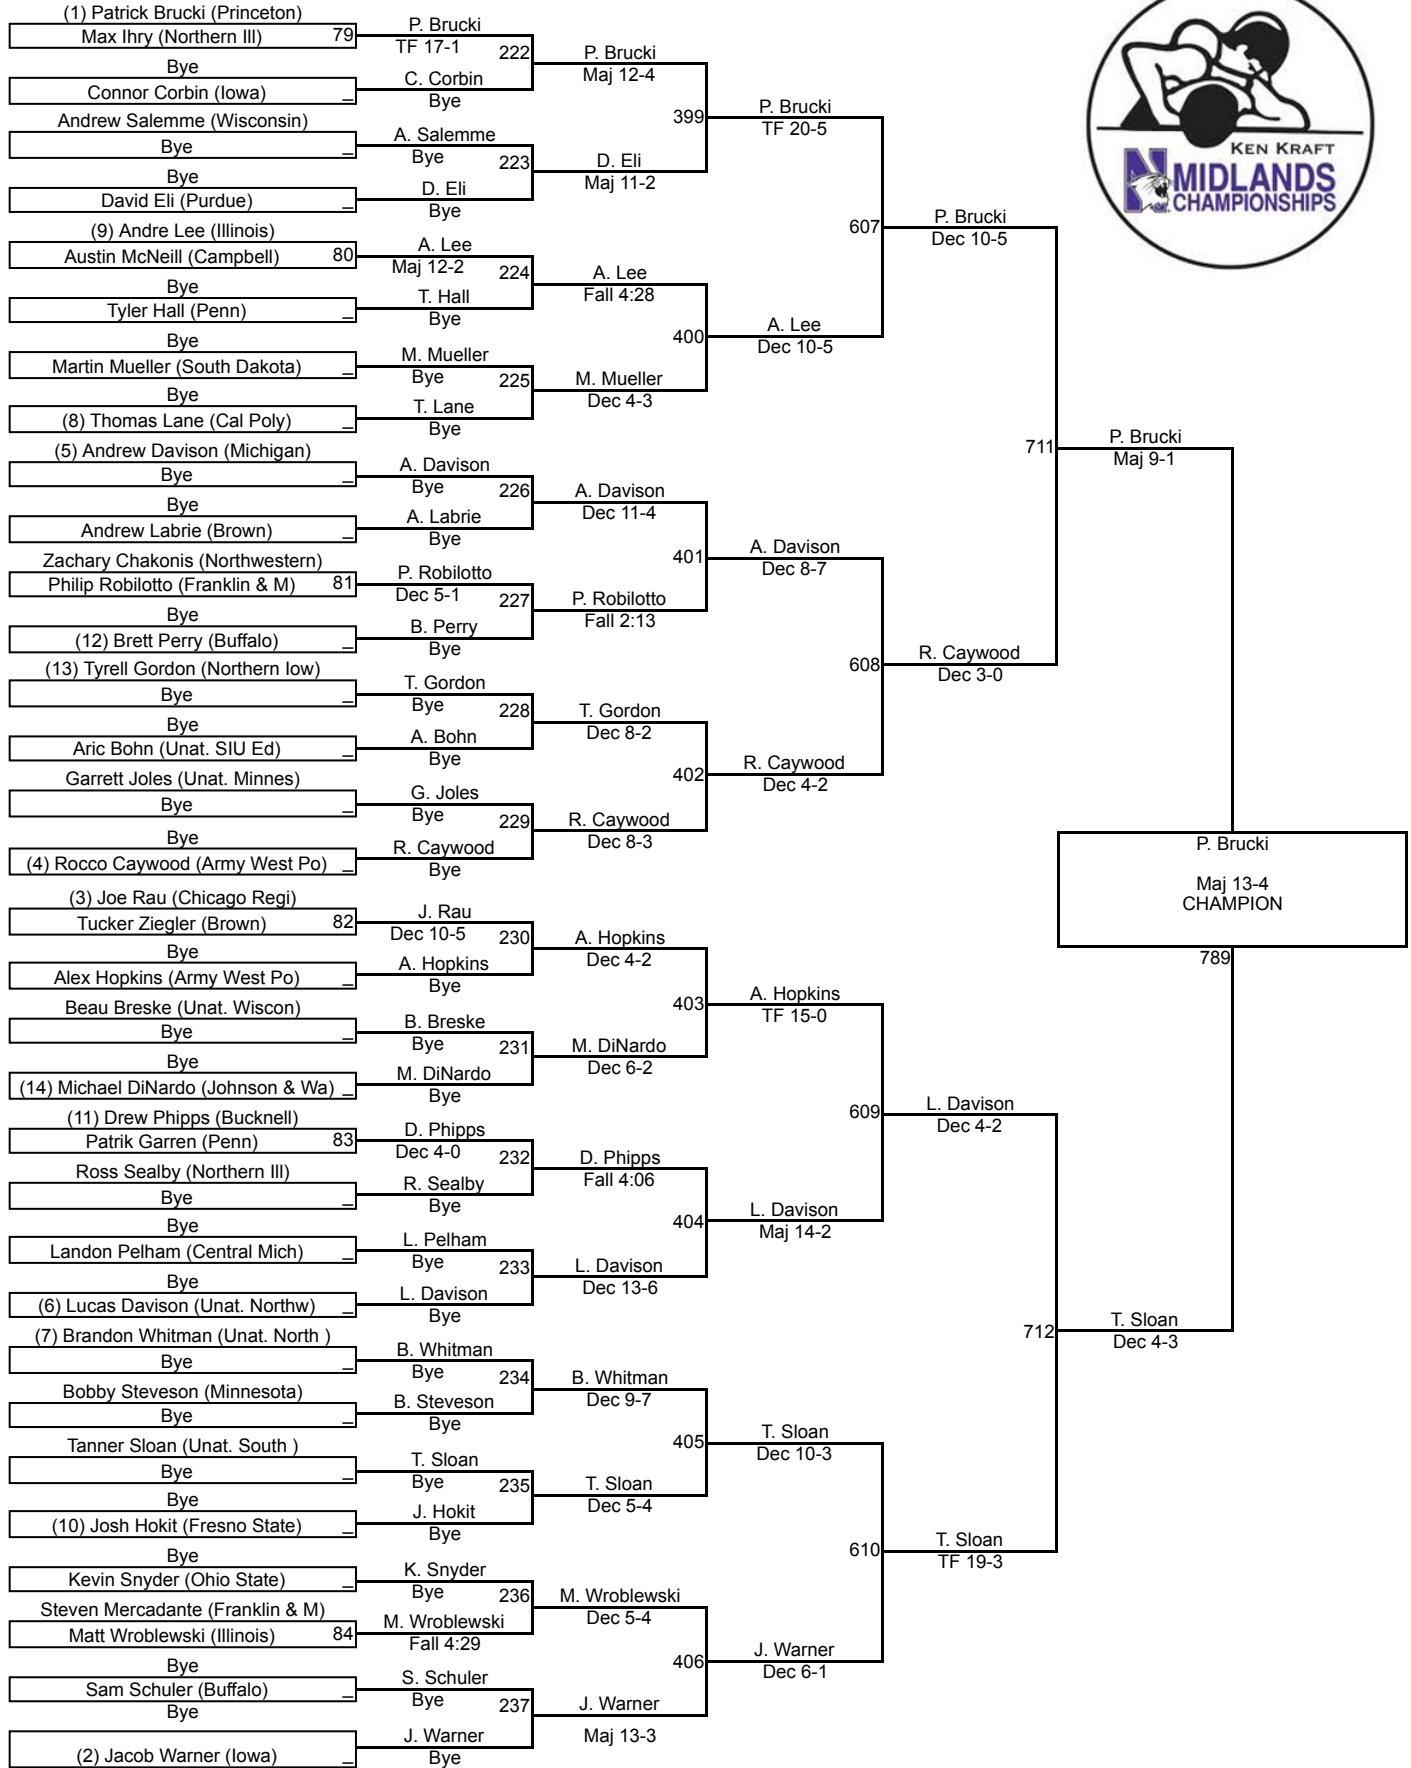 (1) Patrick Brucki (Princeton)
Max Ihry (Northern Ill) 79
Bye
Connor Corbin (Iowa) _
Andrew Salemme (Wisconsin)
Bye _
Bye
David Eli (Purdue) _
(9) Andre Lee (Illinois)
Austin McNeill (Campbell) 80
Bye
Tyler Hall (Penn) _
Bye
Martin Mueller (South Dakota) _
Bye
(8) Thomas Lane (Cal Poly) _
(5) Andrew Davison (Michigan)
Bye _
Bye
Andrew Labrie (Brown) _
Zachary Chakonis (Northwestern)
Philip Robilotto (Franklin & M) 81
Bye
(12) Brett Perry (Buffalo) _
(13) Tyrell Gordon (Northern Iow)
Bye _
Bye
Aric Bohn (Unat. SIU Ed) _
Garrett Joles (Unat. Minnes)
Bye _
Bye
(4) Rocco Caywood (Army West Po) _
(3) Joe Rau (Chicago Regi)
Tucker Ziegler (Brown) 82
Bye
Alex Hopkins (Army West Po) _
Beau Breske (Unat. Wiscon)
Bye _
Bye
(14) Michael DiNardo (Johnson & Wa) _
(11) Drew Phipps (Bucknell)
Patrik Garren (Penn) 83
Ross Sealby (Northern Ill)
Bye _
Bye
Landon Pelham (Central Mich) _
Bye
(6) Lucas Davison (Unat. Northw) _
(7) Brandon Whitman (Unat. North )
Bye _
Bobby Steveson (Minnesota)
Bye _
Tanner Sloan (Unat. South )
Bye _
Bye
(10) Josh Hokit (Fresno State) _
Bye
Kevin Snyder (Ohio State) _
Steven Mercadante (Franklin & M)
Matt Wroblewski (Illinois) 84
Bye
Sam Schuler (Buffalo) _
Bye
(2) Jacob Warner (Iowa) _
P. Brucki
TF 17-1
222
C. Corbin
Bye
A. Salemme
Bye
223
D. Eli
Bye
A. Lee
Maj 12-2
224
T. Hall
Bye
M. Mueller
Bye
225
T. Lane
Bye
A. Davison
Bye
226
A. Labrie
Bye
P. Robilotto
Dec 5-1
227
B. Perry
Bye
T. Gordon
Bye
228
A. Bohn
Bye
G. Joles
Bye
229
R. Caywood
Bye
J. Rau
Dec 10-5
230
A. Hopkins
Bye
B. Breske
Bye
231
M. DiNardo
Bye
D. Phipps
Dec 4-0
232
R. Sealby
Bye
L. Pelham
Bye
233
L. Davison
Bye
B. Whitman
Bye
234
B. Steveson
Bye
T. Sloan
Bye
235
J. Hokit
Bye
K. Snyder
Bye
236
M. Wroblewski
Fall 4:29
S. Schuler
Bye
237
J. Warner
Bye
P. Brucki
Maj 12-4
399
D. Eli
Maj 11-2
A. Lee
Fall 4:28
400
M. Mueller
Dec 4-3
A. Davison
Dec 11-4
401
P. Robilotto
Fall 2:13
T. Gordon
Dec 8-2
402
R. Caywood
Dec 8-3
A. Hopkins
Dec 4-2
403
M. DiNardo
Dec 6-2
D. Phipps
Fall 4:06
404
L. Davison
Dec 13-6
B. Whitman
Dec 9-7
405
T. Sloan
Dec 5-4
M. Wroblewski
Dec 5-4
406
J. Warner
Maj 13-3
P. Brucki
TF 20-5
607
A. Lee
Dec 10-5
A. Davison
Dec 8-7
608
R. Caywood
Dec 4-2
A. Hopkins
TF 15-0
609
L. Davison
Maj 14-2
T. Sloan
Dec 10-3
610
J. Warner
Dec 6-1
P. Brucki
Dec 10-5
711
R. Caywood
Dec 3-0
L. Davison
Dec 4-2
712
T. Sloan
TF 19-3
P. Brucki
Maj 9-1
T. Sloan
Dec 4-3
P. Brucki
Maj 13-4
CHAMPION
789
KEN KRAFT
N MIDLANDS
CHAMPIONSHIPS